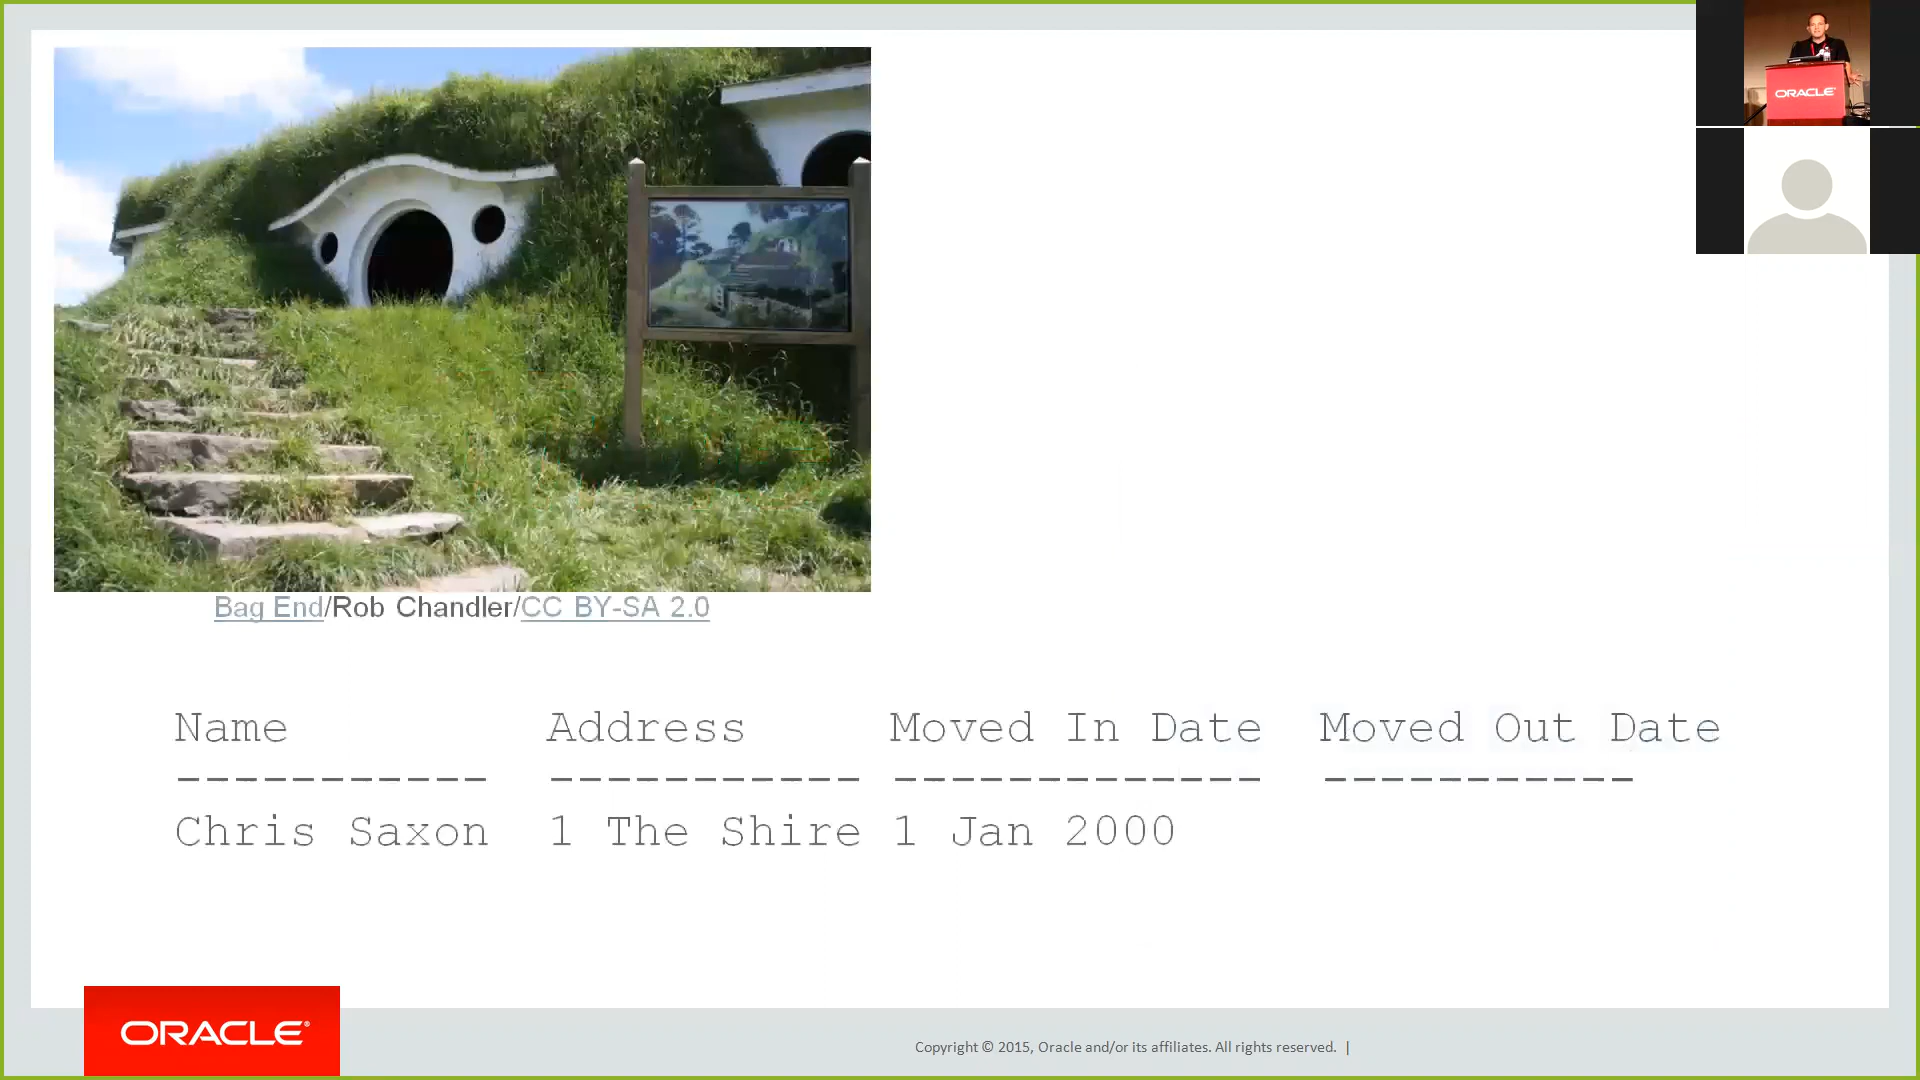 ORACLE
Bag End/Rob Chandler/CC BY-SA 2.0
Name Address Moved In Date Moved Out Date
----------- ----------- ------------- -----------
Chris Saxon 1 The Shire 1 Jan 2000
ORACLE®
Copyright © 2015, Oracle and/or its affiliates. All rights reserved. |